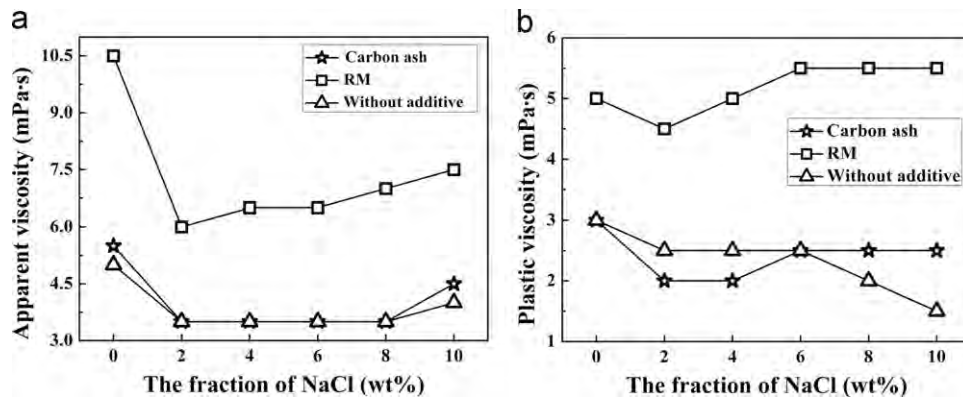 a
Apparent viscosity (mPa·s)
10.5
9.0
7.5
6.0
4.5
3.0
Carbon ash
RM
Without additive
0 2 4 6 8 10
The fraction of NaCl (wt%)
b
Plastic viscosity (mPa·s)
6
5
4
3
2
1
Carbon ash
RM
Without additive
0 2 4 6 8 10
The fraction of NaCl (wt%)